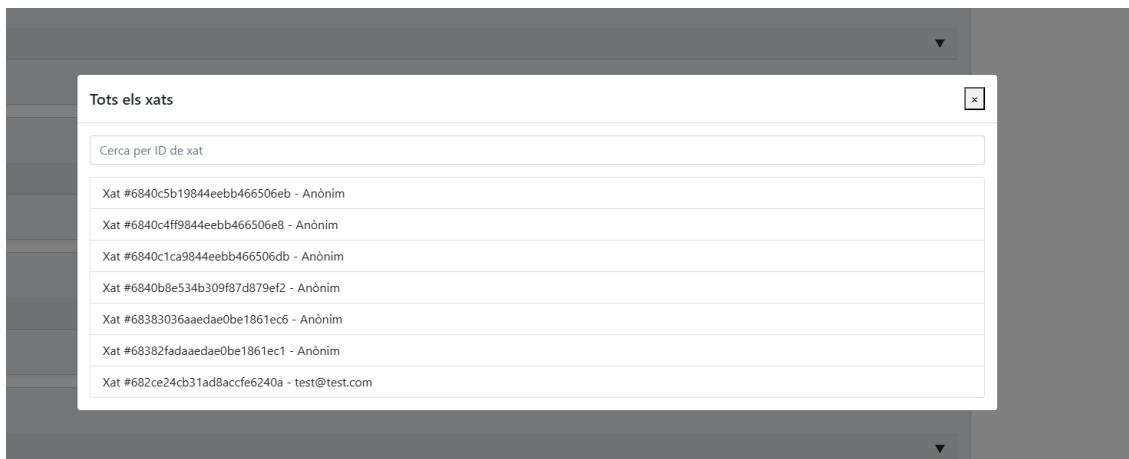 Tots els xats
×
Cerca per ID de xat
Xat #6840c5b19844eebb466506eb - Anònim
Xat #6840c4ff9844eebb466506e8 - Anònim
Xat #6840c1ca9844eebb466506db - Anònim
Xat #6840b8e534b309f87d879ef2 - Anònim
Xat #68383036aaedae0be1861ec6 - Anònim
Xat #68382fadaaedae0be1861ec1 - Anònim
Xat #682ce24cb31ad8accfe6240a - test@test.com